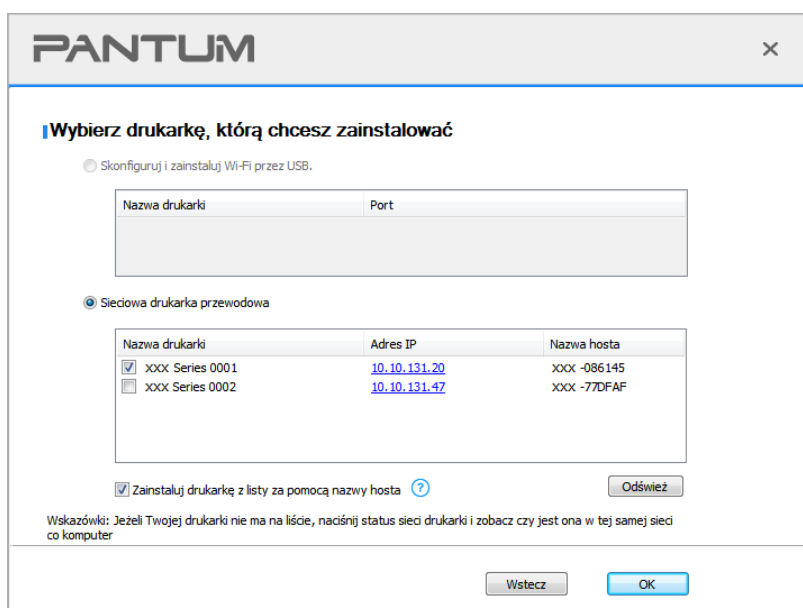 PANTUM
Wybierz drukarkę, którą chcesz zainstalować
Skonfiguruj i zainstaluj Wi-Fi przez USB.
Nazwa drukarki Port
Sieciowa drukarka przewodowa
Nazwa drukarki Adres IP Nazwa hosta
XXX Series 0001 10.10.131.20 XXX -086145
XXX Series 0002 10.10.131.47 XXX -77DFAF
Zainstaluj drukarkę z listy za pomocą nazwy hosta ? Odśwież
Wskazówki: Jeżeli Twojej drukarki nie ma na liście, naciśnij status sieci drukarki i zobacz czy jest ona w tej samej sieci
co komputer
Wstecz OK